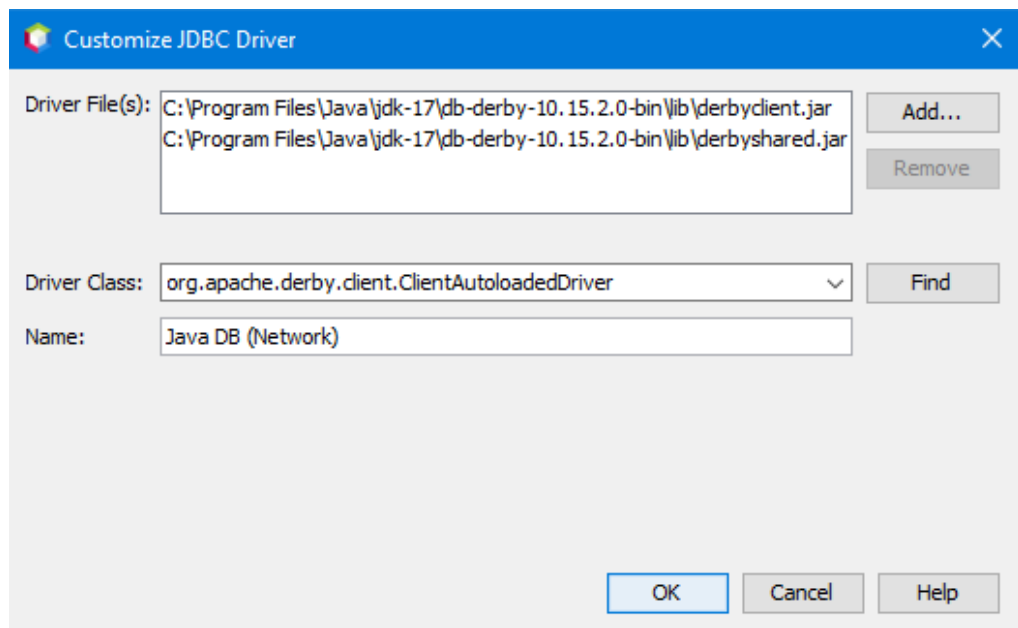 Customize JDBC Driver
Driver File(s):
C:\Program Files\Java\jdk-17\db-derby-10.15.2.0-bin\lib\derbyclient.jar
C:\Program Files\Java\jdk-17\db-derby-10.15.2.0-bin\lib\derbyshared.jar
Add...
Remove
Driver Class: org.apache.derby.client.ClientAutoloadedDriver Find
Name: Java DB (Network)
OK Cancel Help